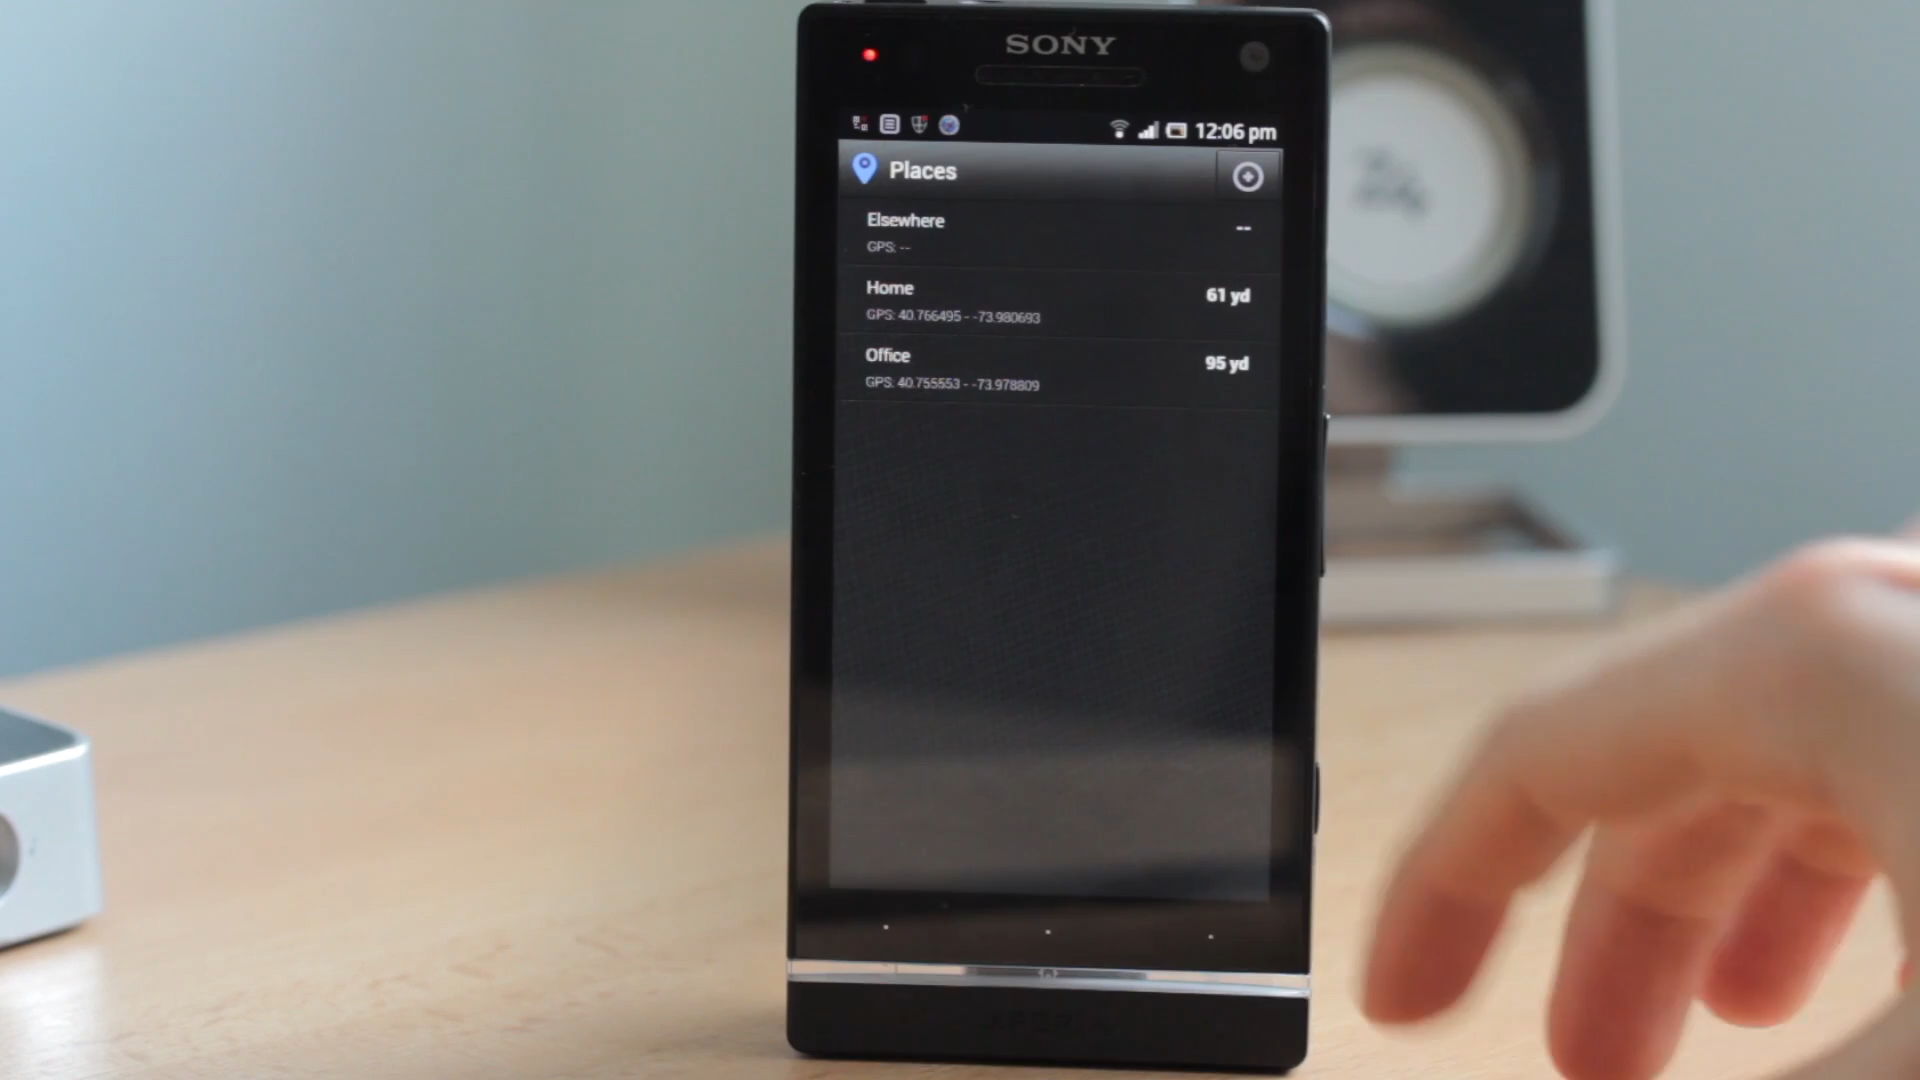 SONY
12:06 pm
Places
Elsewhere
--
GPS: --
Home
61 yd
GPS: 40.766495 - -73.980693
Office
95 yd
GPS: 40.755553 - -73.978809
XPERIA